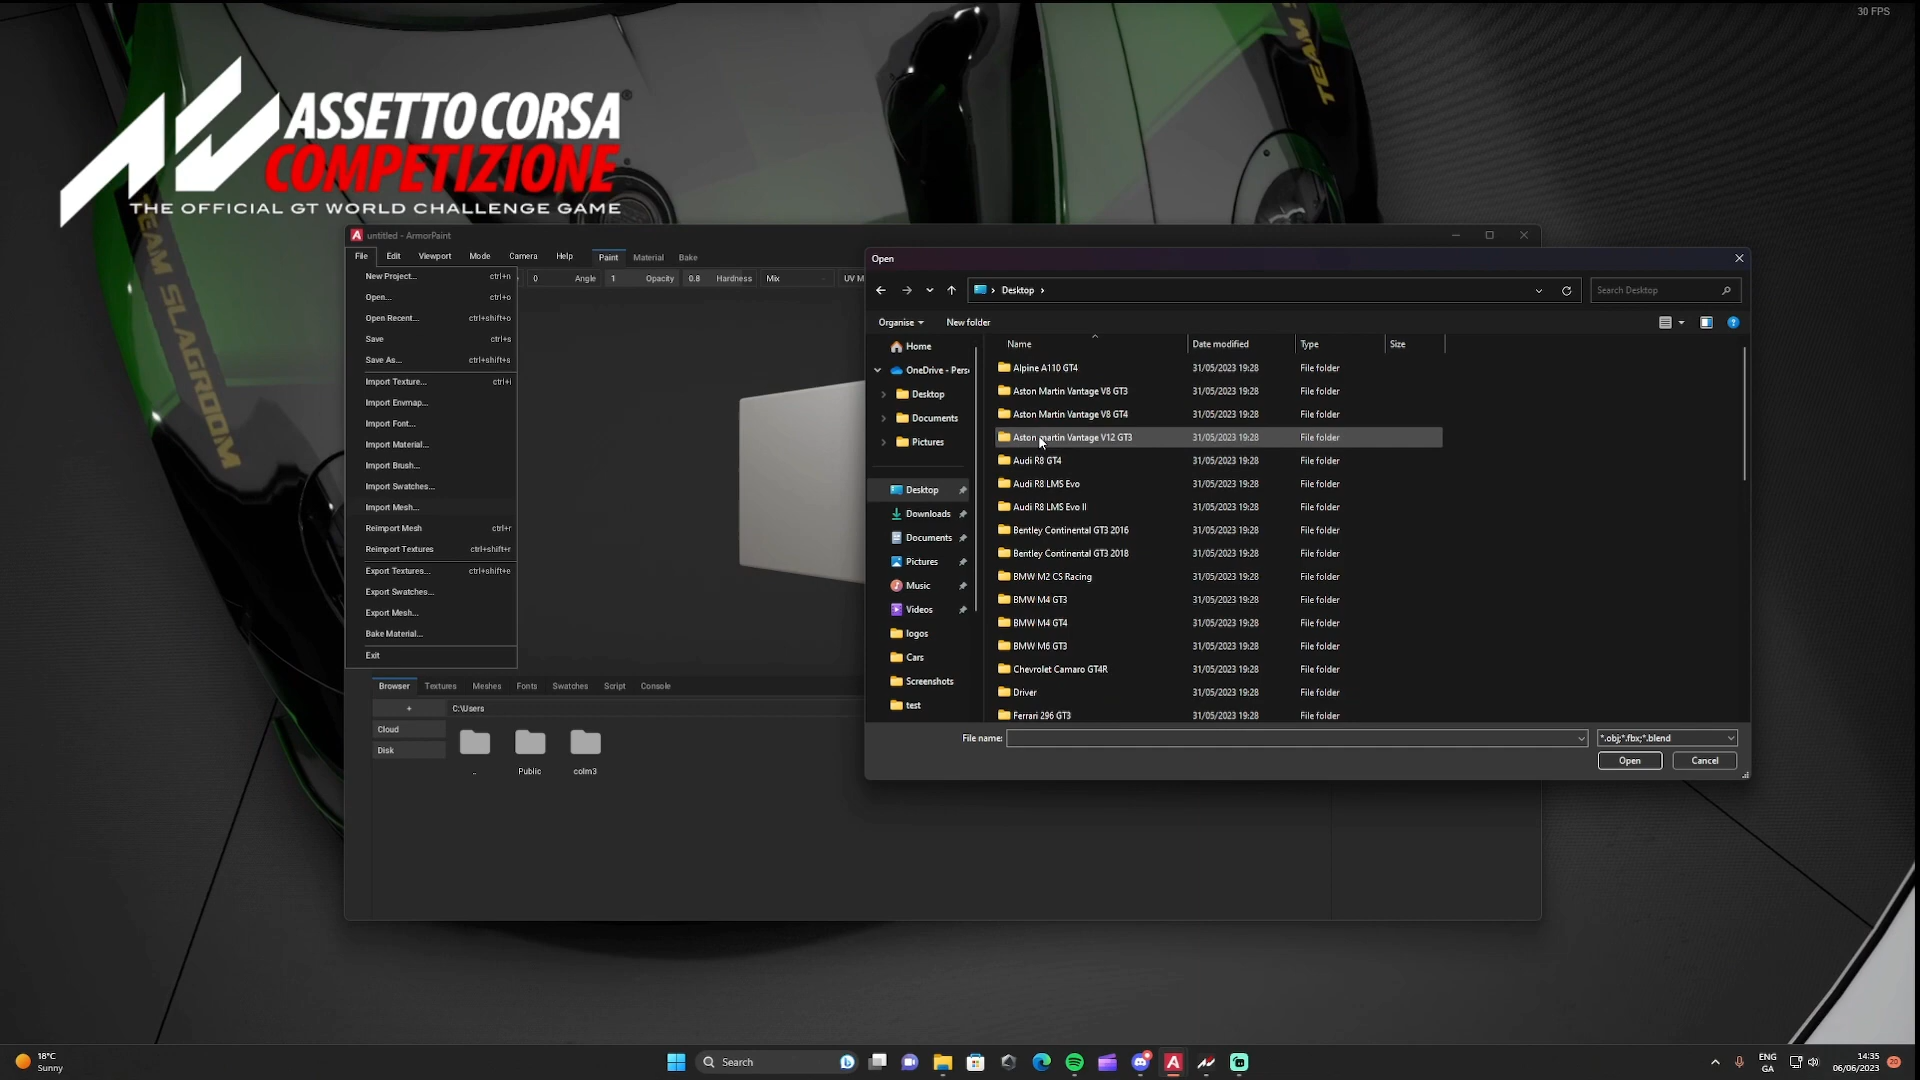 30 FPS
TEAM
ASSETTO CORSA®
COMPETIZIONE
THE OFFICIAL GT WORLD CHALLENGE GAME
TEAM SLAGROOM
untitled - ArmorPaint
File Edit Viewport Mode Camera Help Paint Material Bake
0 Angle 1 Opacity 0.8 Hardness Mix UV M
New Project... ctrl+n
Open... ctrl+o
Open Recent... ctrl+shift+o
Save ctrl+s
Save As... ctrl+shift+s
Import Texture... ctrl+i
Import Envmap...
Import Font...
Import Material...
Import Brush...
Import Swatches...
Import Mesh...
Reimport Mesh ctrl+r
Reimport Textures ctrl+shift+r
Export Textures... ctrl+shift+e
Export Swatches...
Export Mesh...
Bake Material...
Exit
Browser Textures Meshes Fonts Swatches Script Console
+ C:\Users
Cloud
Disk
.. Public colm3
Open
Desktop
Search Desktop
Organise New folder
Home
OneDrive - Pers
Desktop
Documents
Pictures
Desktop
Downloads
Documents
Pictures
Music
Videos
logos
Cars
Screenshots
test
Name Date modified Type Size
Alpine A110 GT4 31/05/2023 19:28 File folder
Aston Martin Vantage V8 GT3 31/05/2023 19:28 File folder
Aston Martin Vantage V8 GT4 31/05/2023 19:28 File folder
Aston martin Vantage V12 GT3 31/05/2023 19:28 File folder
Audi R8 GT4 31/05/2023 19:28 File folder
Audi R8 LMS Evo 31/05/2023 19:28 File folder
Audi R8 LMS Evo II 31/05/2023 19:28 File folder
Bentley Continental GT3 2016 31/05/2023 19:28 File folder
Bentley Continental GT3 2018 31/05/2023 19:28 File folder
BMW M2 CS Racing 31/05/2023 19:28 File folder
BMW M4 GT3 31/05/2023 19:28 File folder
BMW M4 GT4 31/05/2023 19:28 File folder
BMW M6 GT3 31/05/2023 19:28 File folder
Chevrolet Camaro GT4R 31/05/2023 19:28 File folder
Driver 31/05/2023 19:28 File folder
Ferrari 296 GT3 31/05/2023 19:28 File folder
File name: *.obj;*.fbx;*.blend
Open Cancel
18°C
Sunny
Search
ENG
GA
14:35
06/06/2023
20